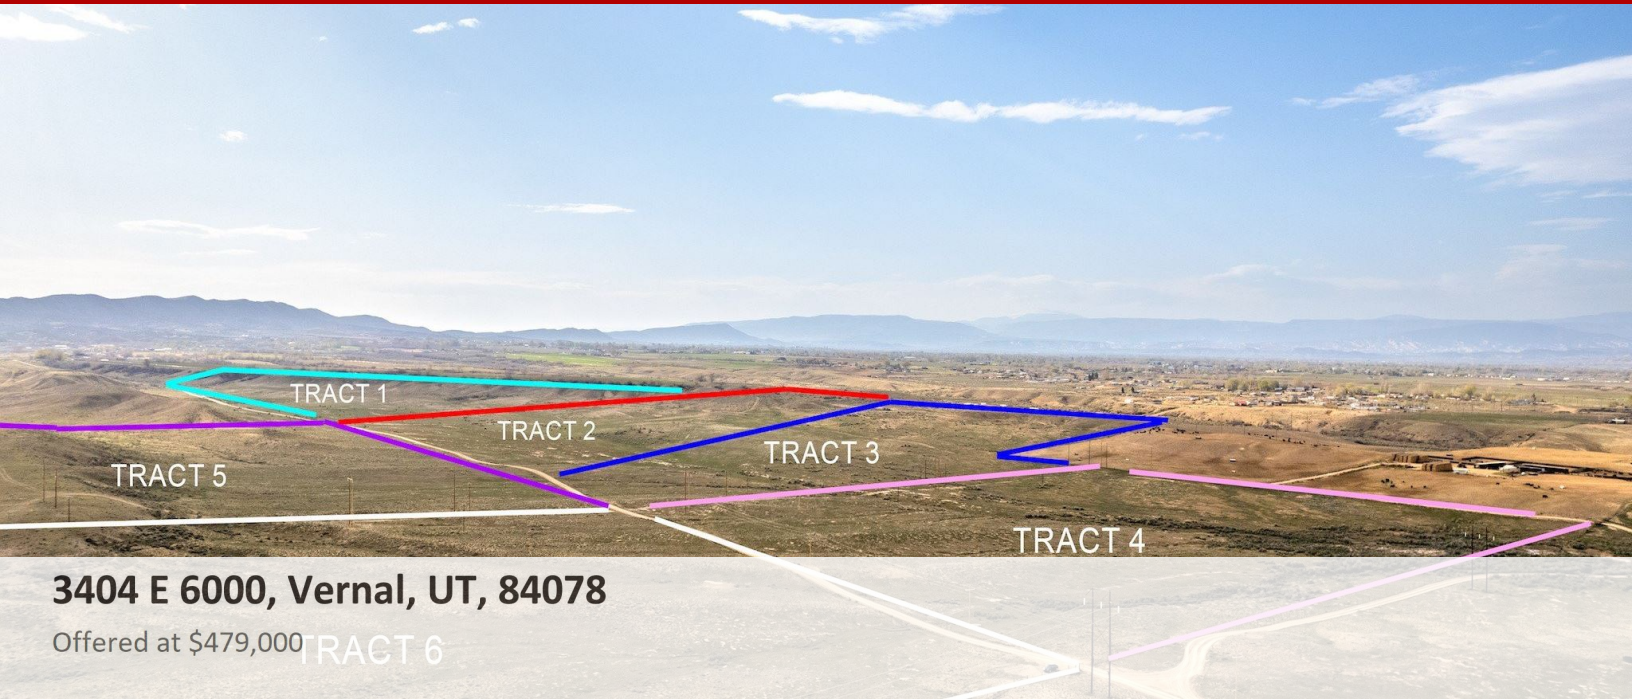 TRACT 1
TRACT 2
TRACT 3
TRACT 5
TRACT 4
3404 E 6000, Vernal, UT, 84078
Offered at $479,000
TRACT 6